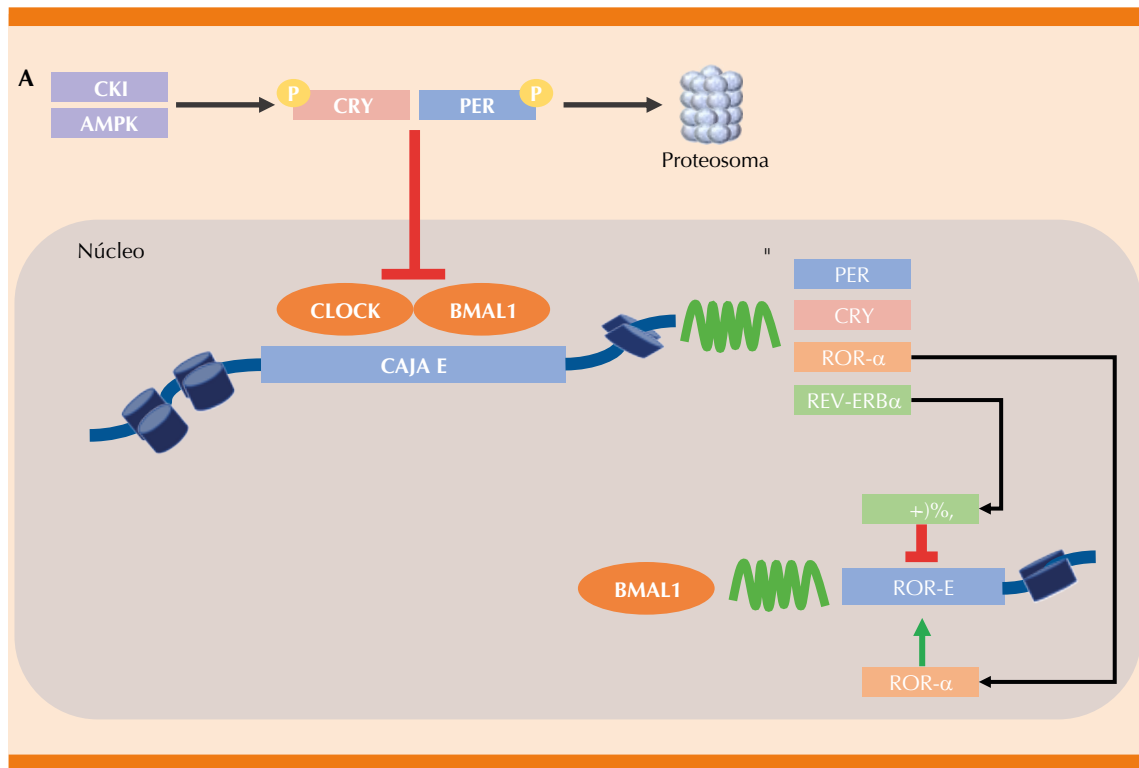 A
CKI
AMPK
P
CRY
PER
P
Proteosoma
Núcleo
"
CLOCK
BMAL1
CAJA E
PER
CRY
ROR-α
REV-ERBα
+)%,
BMAL1
ROR-E
ROR-α